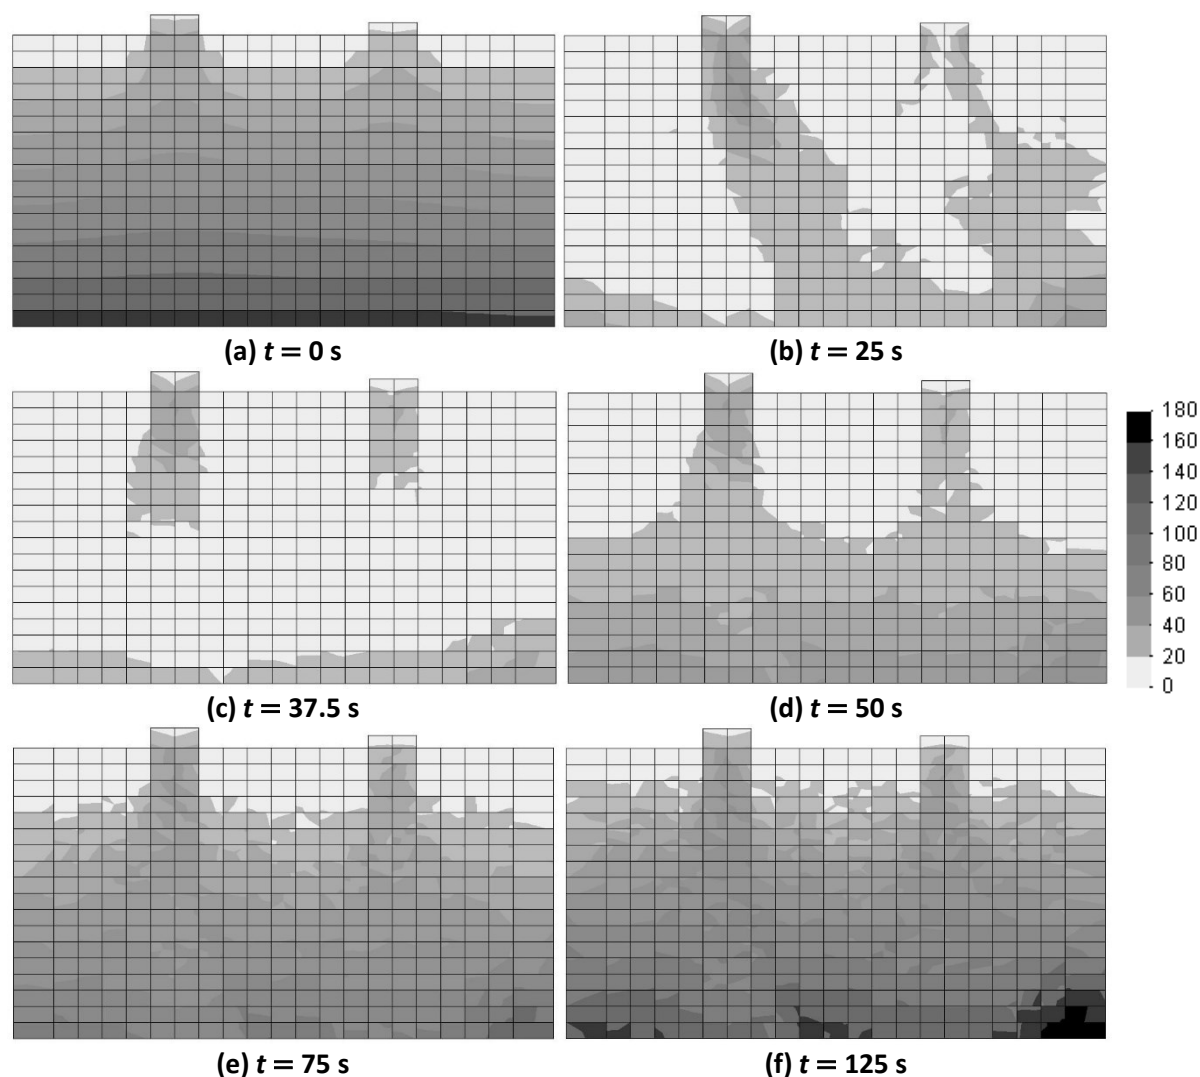 (a) t = 0 s
(b) t = 25 s
(c) t = 37.5 s
(d) t = 50 s
180
160
140
120
100
80
60
40
20
0
(e) t = 75 s
(f) t = 125 s